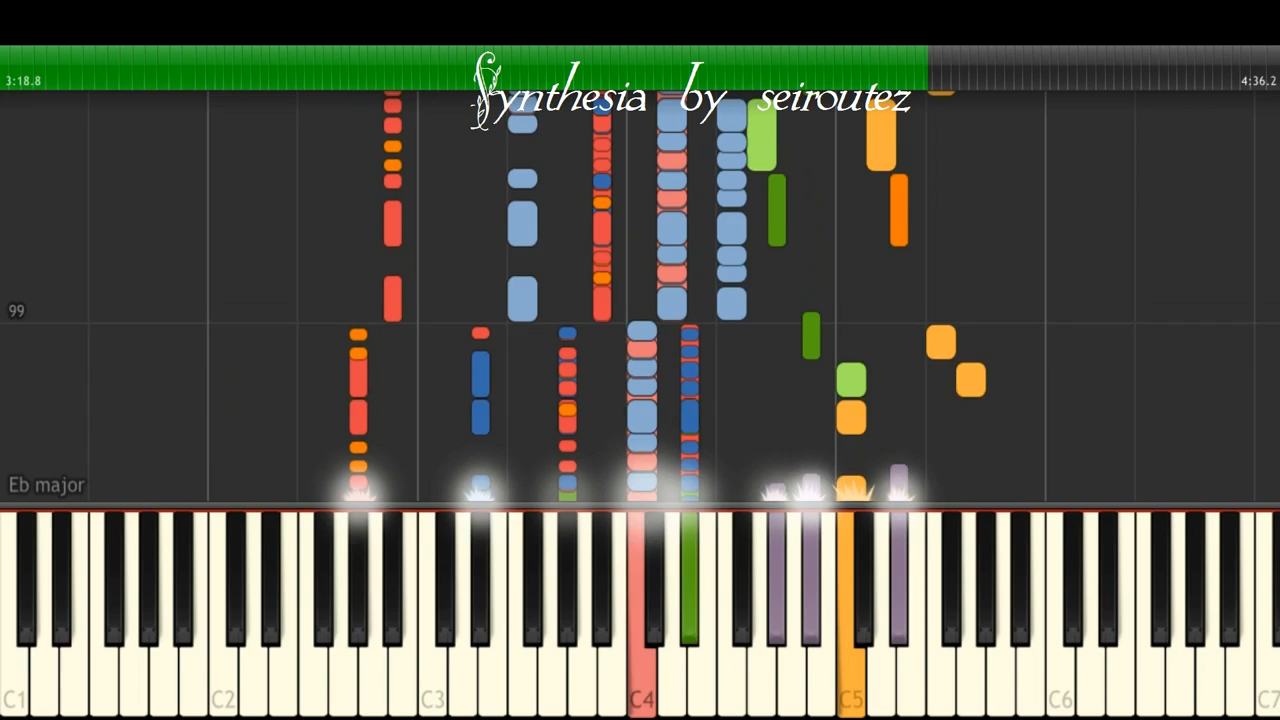 Synthesia by seiroutez
3:18.8 4:36.2
99
Eb major
C1 C2 C3 C4 C5 C6 C7